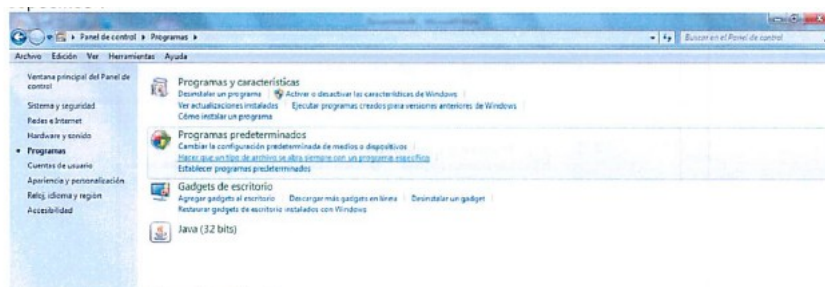 Panel de control ▸ Programas ▸
Buscar en el Panel de control
Archivo Edición Ver Herramientas Ayuda
Ventana principal del Panel de
control
Sistema y seguridad
Redes e Internet
Hardware y sonido
Programas
Cuentas de usuario
Apariencia y personalización
Reloj, idioma y región
Accesibilidad
Programas y características
Desinstalar un programa Activar o desactivar las características de Windows
Ver actualizaciones instaladas Ejecutar programas creados para versiones anteriores de Windows
Cómo instalar un programa
Programas predeterminados
Cambiar la configuración predeterminada de medios o dispositivos
Hacer que un tipo de archivo se abra siempre con un programa específico
Establecer programas predeterminados
Gadgets de escritorio
Agregar gadgets al escritorio Descargar más gadgets en línea Desinstalar un gadget
Restaurar gadgets de escritorio instalados con Windows
Java (32 bits)